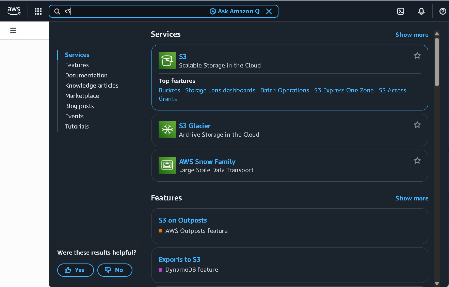 aws
s3
Ask Amazon Q
Services
Features
Documentation
Knowledge articles
Marketplace
Blog posts
Events
Tutorials
Were these results helpful?
Yes
No
Services
Show more
S3
Scalable Storage in the Cloud
Top features
Buckets Storage Lens dashboards Batch Operations S3 Express One Zone S3 Access
Grants
S3 Glacier
Archive Storage in the Cloud
AWS Snow Family
Large Scale Data Transport
Features
Show more
S3 on Outposts
AWS Outposts feature
Exports to S3
DynamoDB feature